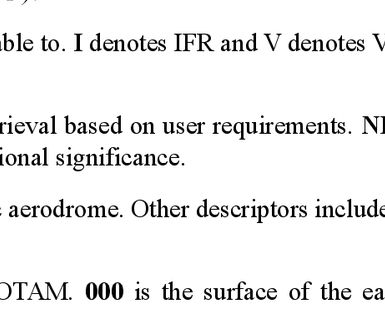 able to. I denotes IFR and V denotes V
rieval based on user requirements.
ional significance.
aerodrome. Other descriptors include
OTAM. 000 is the surface of the ea